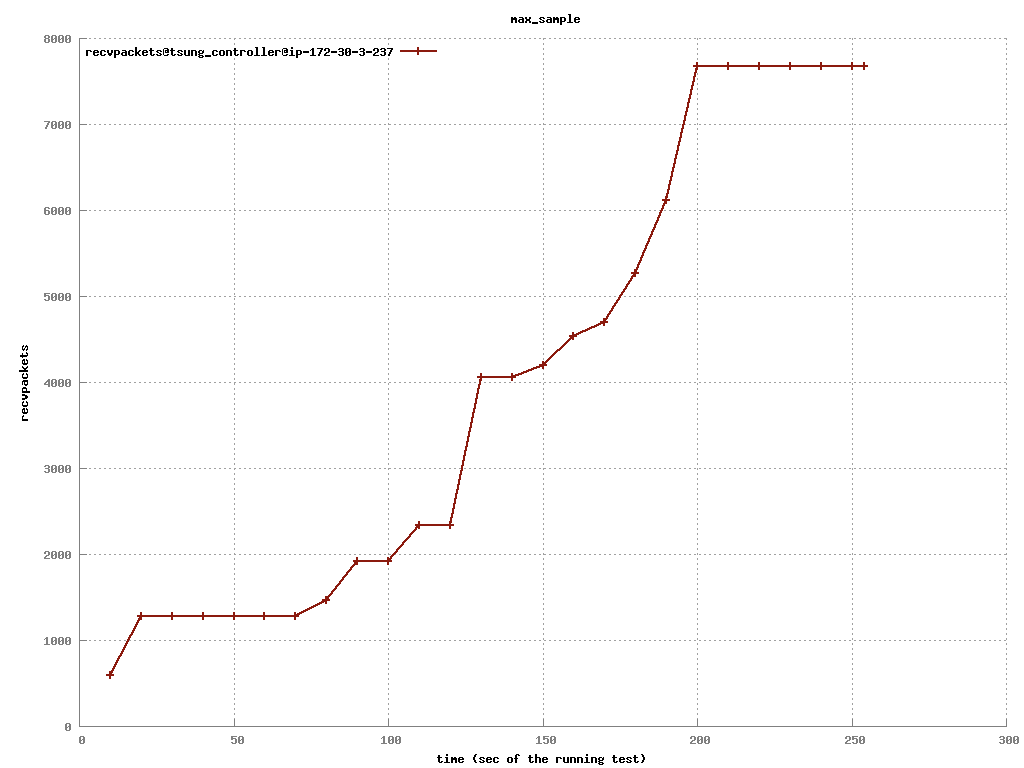 max_sample
8000
recvpackets@tsung_controller@ip-172-30-3-237
7000
6000
5000
recvpackets
4000
3000
2000
1000
0
0 50 100 150 200 250 300
time (sec of the running test)